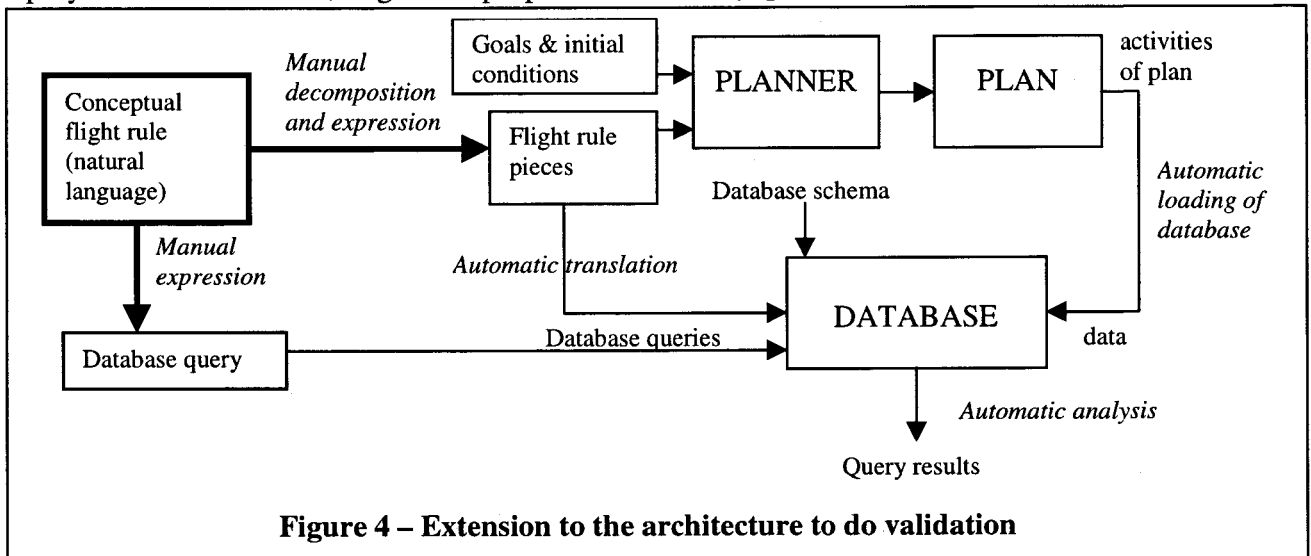 Goals & initial
conditions
PLANNER
PLAN
activities
of plan
Manual
decomposition
and expression
Conceptual
flight rule
(natural
language)
Flight rule
pieces
Database schema
Automatic
loading of
database
Manual
expression
Automatic translation
DATABASE
Database queries
data
Database query
Automatic analysis
Query results
Figure 4 – Extension to the architecture to do validation